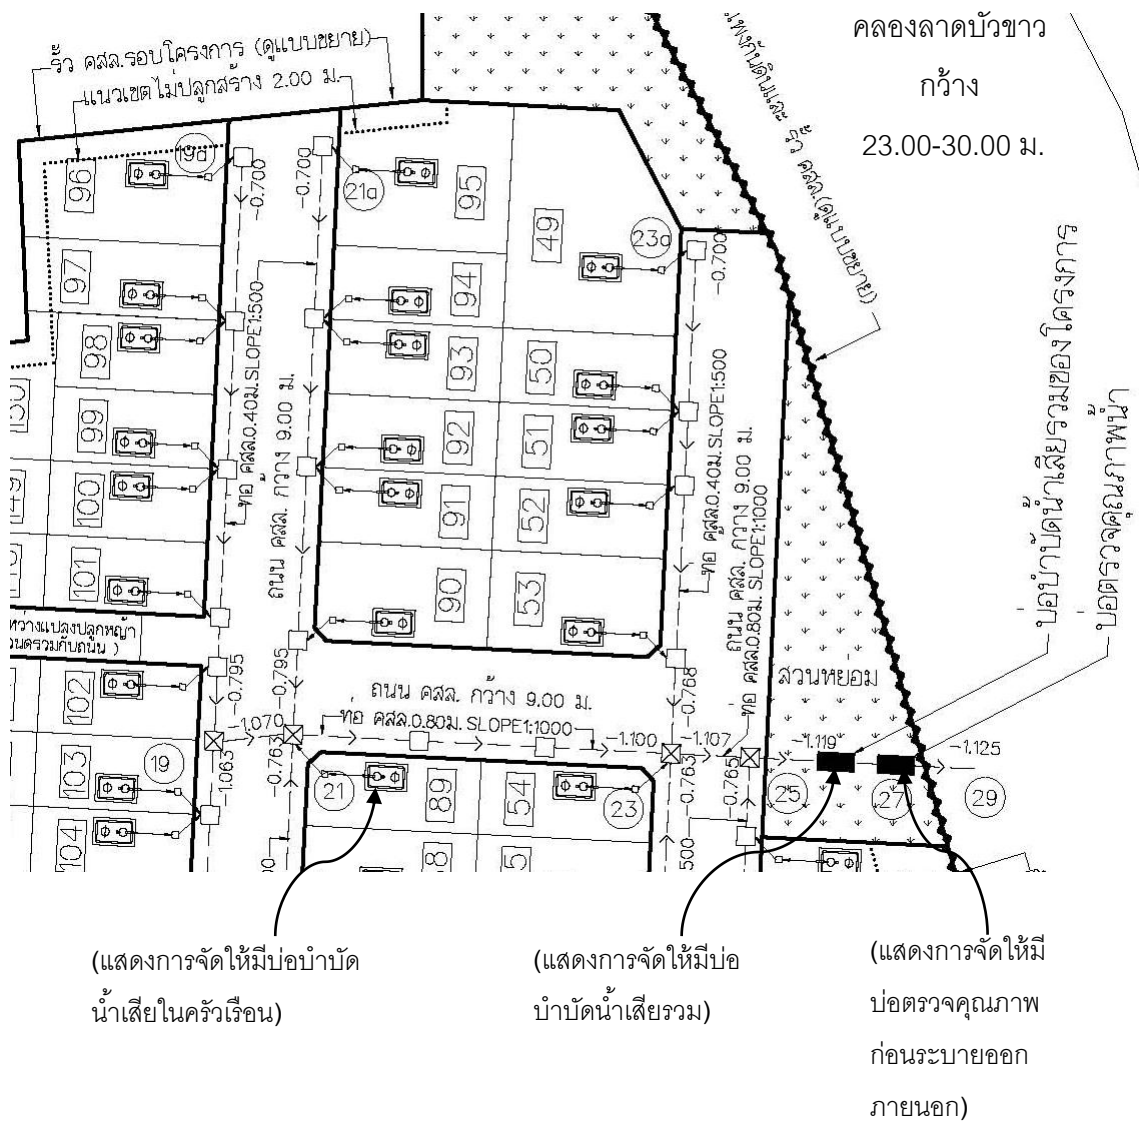 คลองลาดบัวขาว
กว้าง
23.00-30.00 ม.
รั้ว คสล.รอบโครงการ (ดูแบบขยาย)
แนวเขตไม่ปลูกสร้าง 2.00 ม.
รั้ว คสล.(ดูแบบขยาย)
19a
21a
23a
-0.700
-0.700
-0.700
96
97
98
99
100
101
102
103
104
95
94
93
92
91
90
89
49
50
51
52
53
54
ท่อ คสล.0.40ม.SLOPE1:500
ถนน คสล. กว้าง 9.00 ม.
ท่อ คสล.0.40ม.SLOPE1:500
ถนน คสล. กว้าง 9.00 ม.
ท่อ คสล.0.80ม. SLOPE1:1000
บ่อบำบัดน้ำเสียรวมของโครงการ
บ่อตรวจคุณภาพน้ำ
สวนหย่อม
ถนน คสล. กว้าง 9.00 ม.
ท่อ คสล.0.80ม. SLOPE1:1000
-0.795
-0.795
-0.768
-1.070
-1.063
-0.763
-1.100
-1.107
-0.763
-0.765
-1.119
-1.125
19
21
23
25
27
29
(แสดงการจัดให้มีบ่อบำบัด
น้ำเสียในครัวเรือน)
(แสดงการจัดให้มีบ่อ
บำบัดน้ำเสียรวม)
(แสดงการจัดให้มี
บ่อตรวจคุณภาพ
ก่อนระบายออก
ภายนอก)